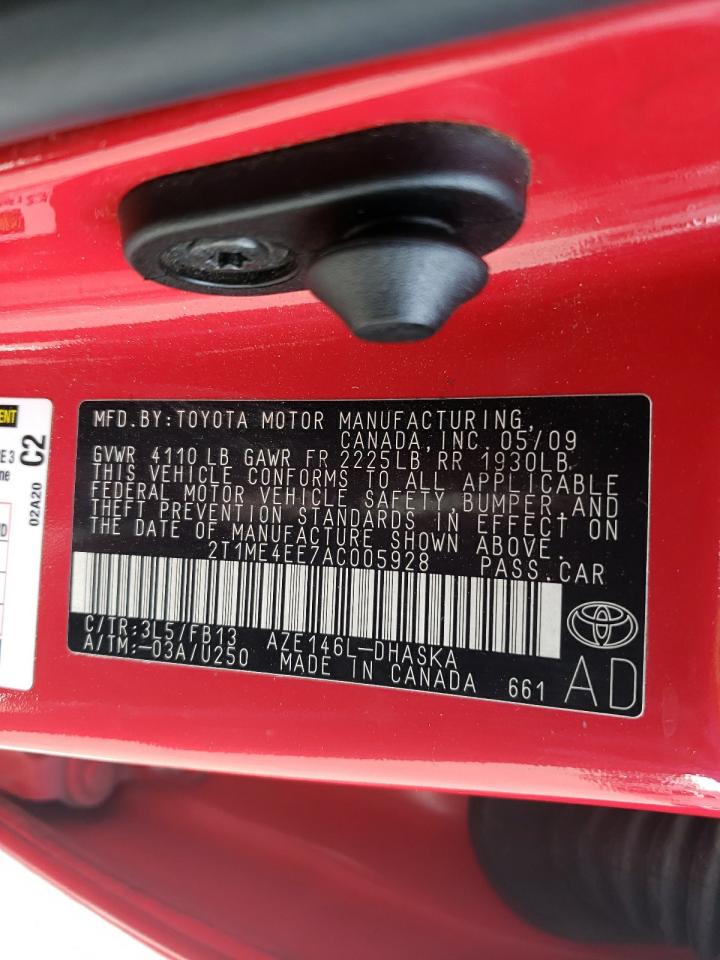 MFD.BY:TOYOTA MOTOR MANUFACTURING,
CANADA,INC. 05/09
GVWR 4110 LB GAWR FR 2225LB RR 1930LB
THIS VEHICLE CONFORMS TO ALL APPLICABLE
FEDERAL MOTOR VEHICLE SAFETY,BUMPER,AND
THEFT PREVENTION STANDARDS IN EFFECT ON
THE DATE OF MANUFACTURE SHOWN ABOVE.
2T1ME4EE7AC005928 PASS.CAR
C/TR:3L5/FB13 AZE146L-DHASKA
A/TM:-03A/U250 MADE IN CANADA 661 AD
C2
02A20